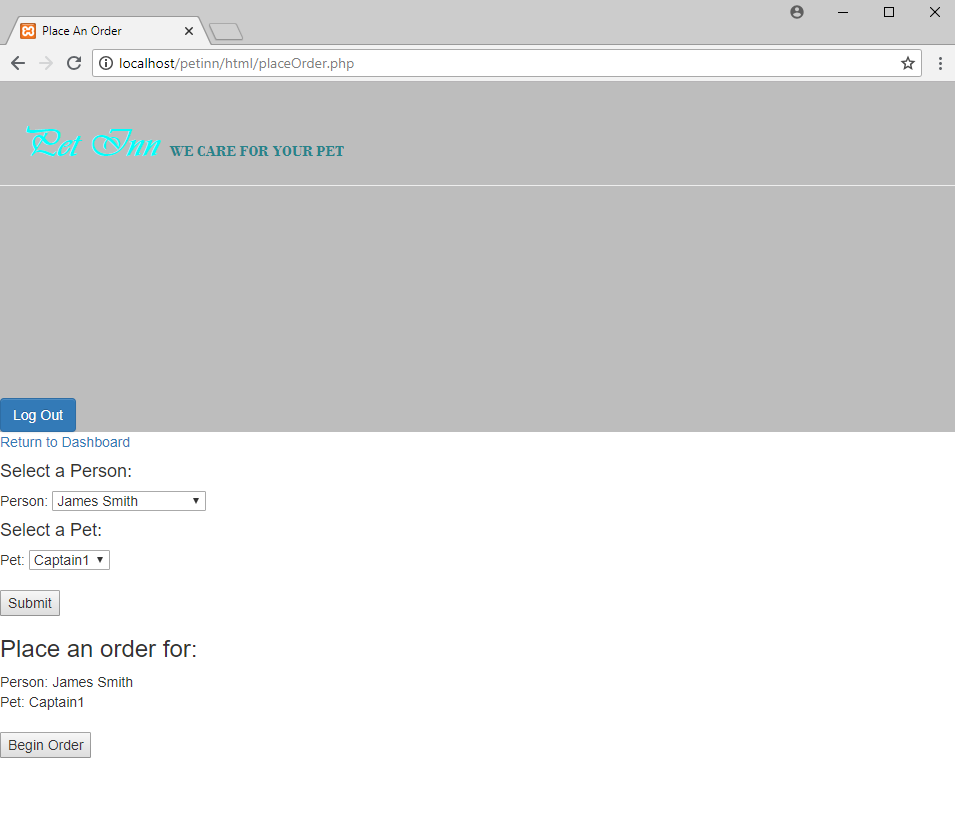 Place An Order
localhost/petinn/html/placeOrder.php
Pet Inn WE CARE FOR YOUR PET
Log Out
Return to Dashboard
Select a Person:
Person: James Smith
Select a Pet:
Pet: Captain1
Submit
Place an order for:
Person: James Smith
Pet: Captain1
Begin Order